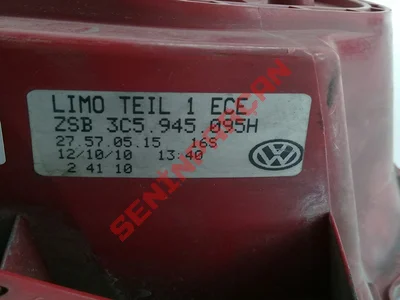 LIMO TEIL 1 ECE
ZSB 3C5.945.095H
27.57.05.15 16S
12/10/10 13:40
2 41 10
SENINPARCAN